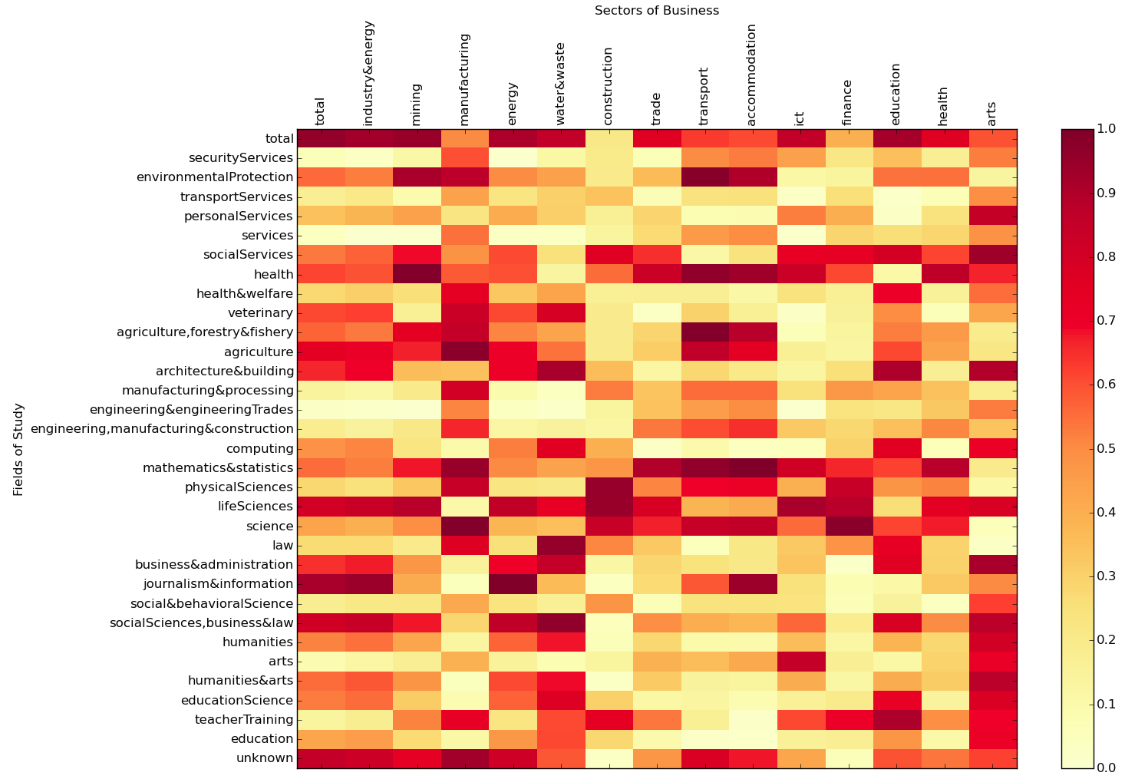 Sectors of Business
total
industry&energy
mining
manufacturing
energy
water&waste
construction
trade
transport
accommodation
ict
finance
education
health
arts
Fields of Study
total
securityServices
environmentalProtection
transportServices
personalServices
services
socialServices
health
health&welfare
veterinary
agriculture,forestry&fishery
agriculture
architecture&building
manufacturing&processing
engineering&engineeringTrades
engineering,manufacturing&construction
computing
mathematics&statistics
physicalSciences
lifeSciences
science
law
business&administration
journalism&information
social&behavioralScience
socialSciences,business&law
humanities
arts
humanities&arts
educationScience
teacherTraining
education
unknown
1.0
0.9
0.8
0.7
0.6
0.5
0.4
0.3
0.2
0.1
0.0